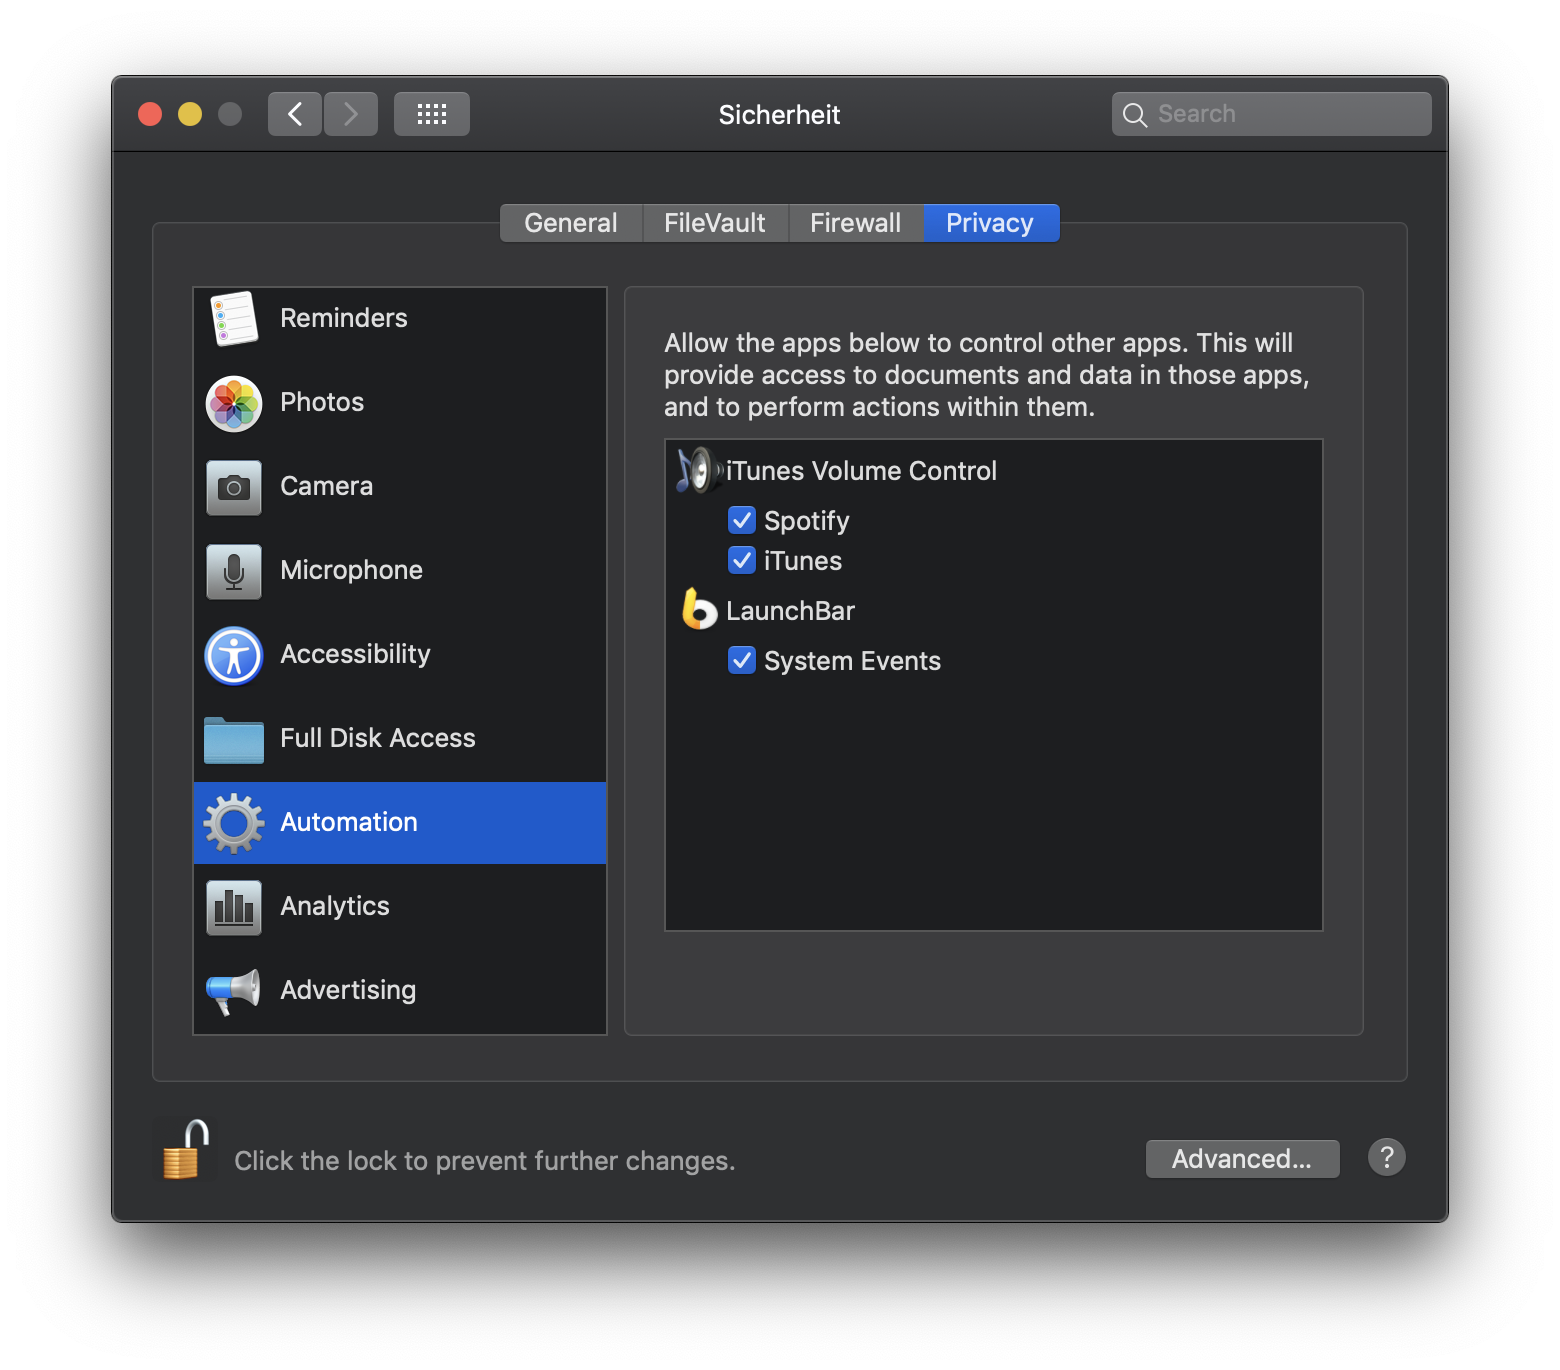 Sicherheit
Search
General
FileVault
Firewall
Privacy
Reminders
Photos
Camera
Microphone
Accessibility
Full Disk Access
Automation
Analytics
Advertising
Allow the apps below to control other apps. This will
provide access to documents and data in those apps,
and to perform actions within them.
iTunes Volume Control
Spotify
iTunes
LaunchBar
System Events
Click the lock to prevent further changes.
Advanced...
?